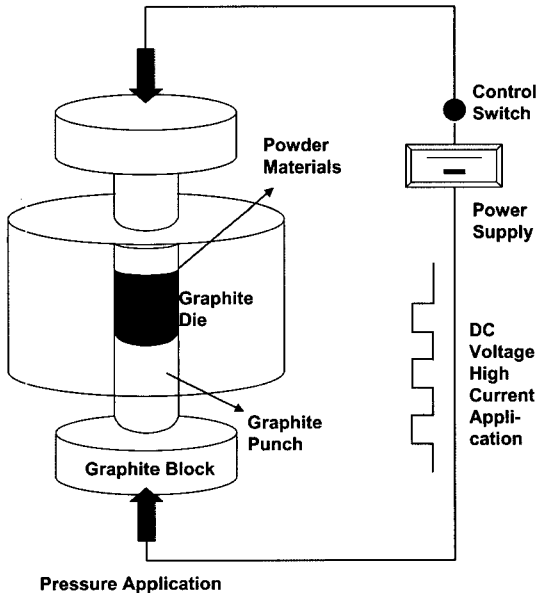 Control
Switch
Powder
Materials
Power
Supply
Graphite
Die
DC
Voltage
High
Current
Appli-
cation
Graphite
Punch
Graphite Block
Pressure Application